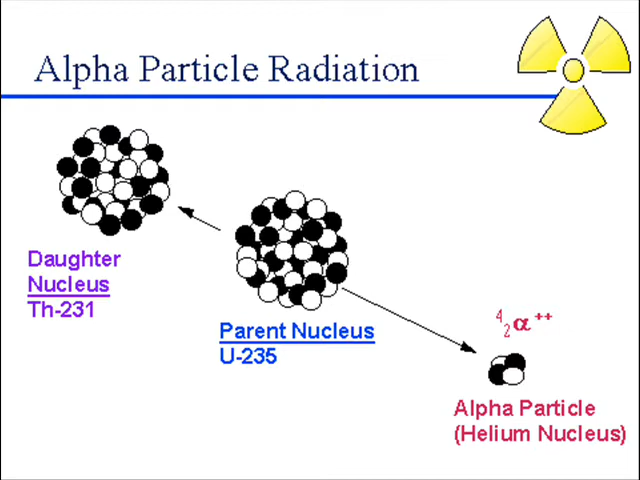 Alpha Particle Radiation
Daughter
Nucleus
Th-231
Parent Nucleus
U-235
4
2α++
Alpha Particle
(Helium Nucleus)